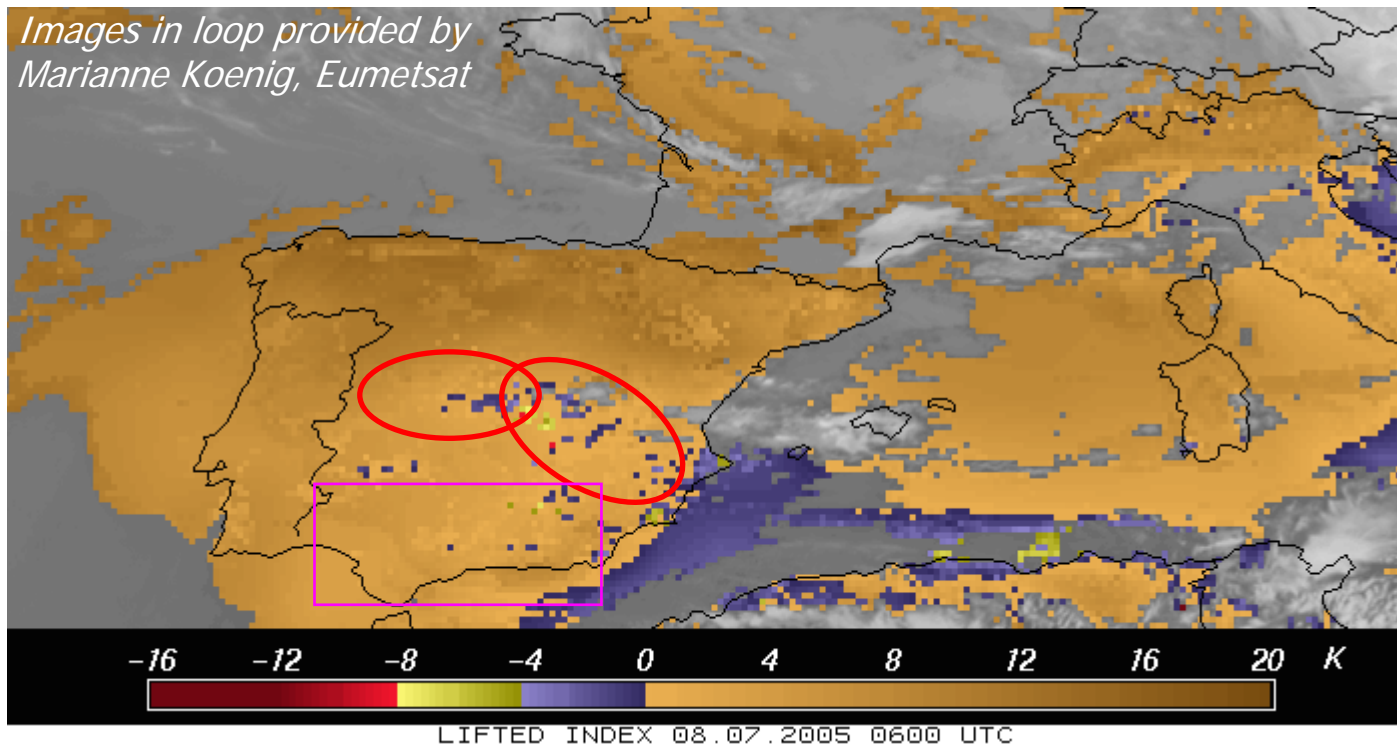 Images in loop provided by
Marianne Koenig, Eumetsat
-16 -12 -8 -4 0 4 8 12 16 20 K
LIFTED INDEX 08.07.2005 0600 UTC